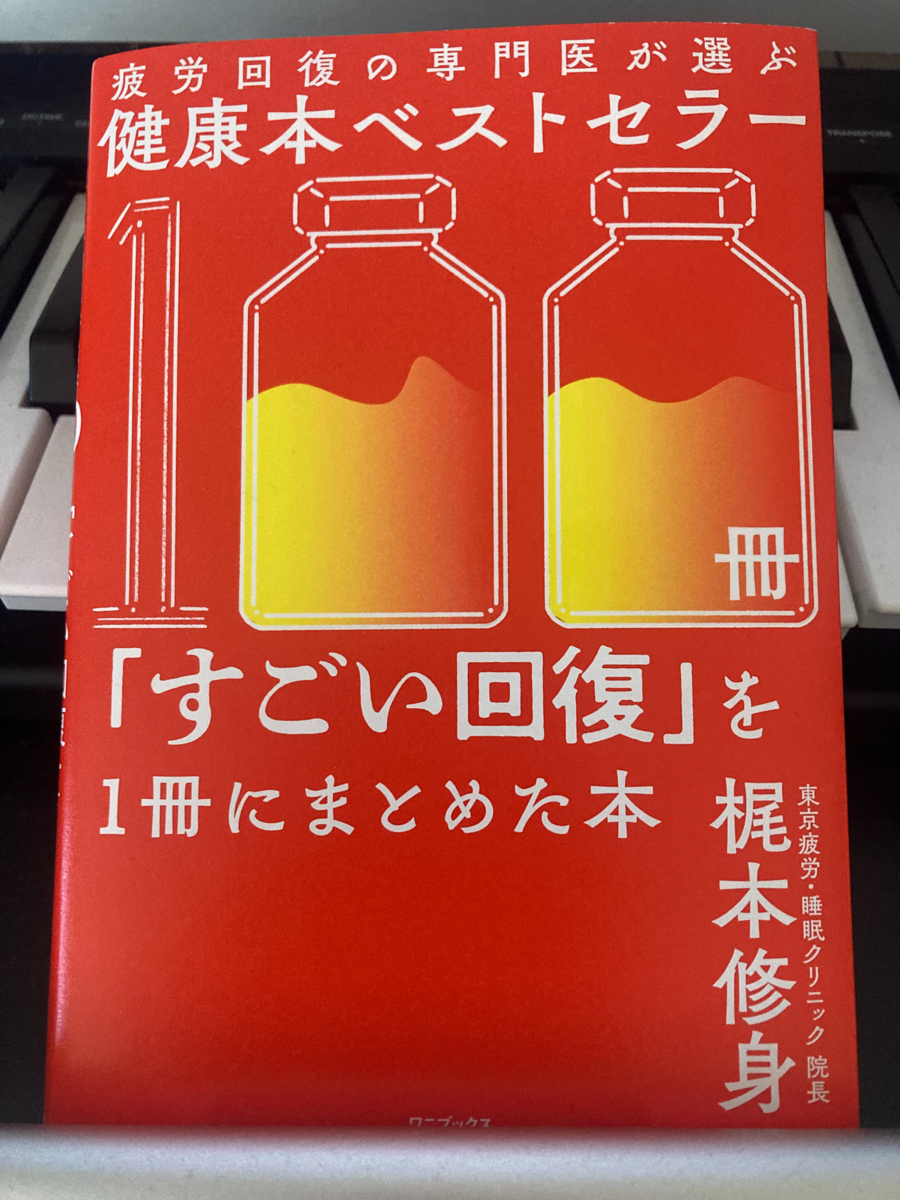 疲労回復の専門医が選ぶ
健康本ベストセラー
100冊
「すごい回復」を
1冊にまとめた本
梶本修身
東京疲労・睡眠クリニック 院長
ワニブックス
TRANSPOSE
OCTAVE